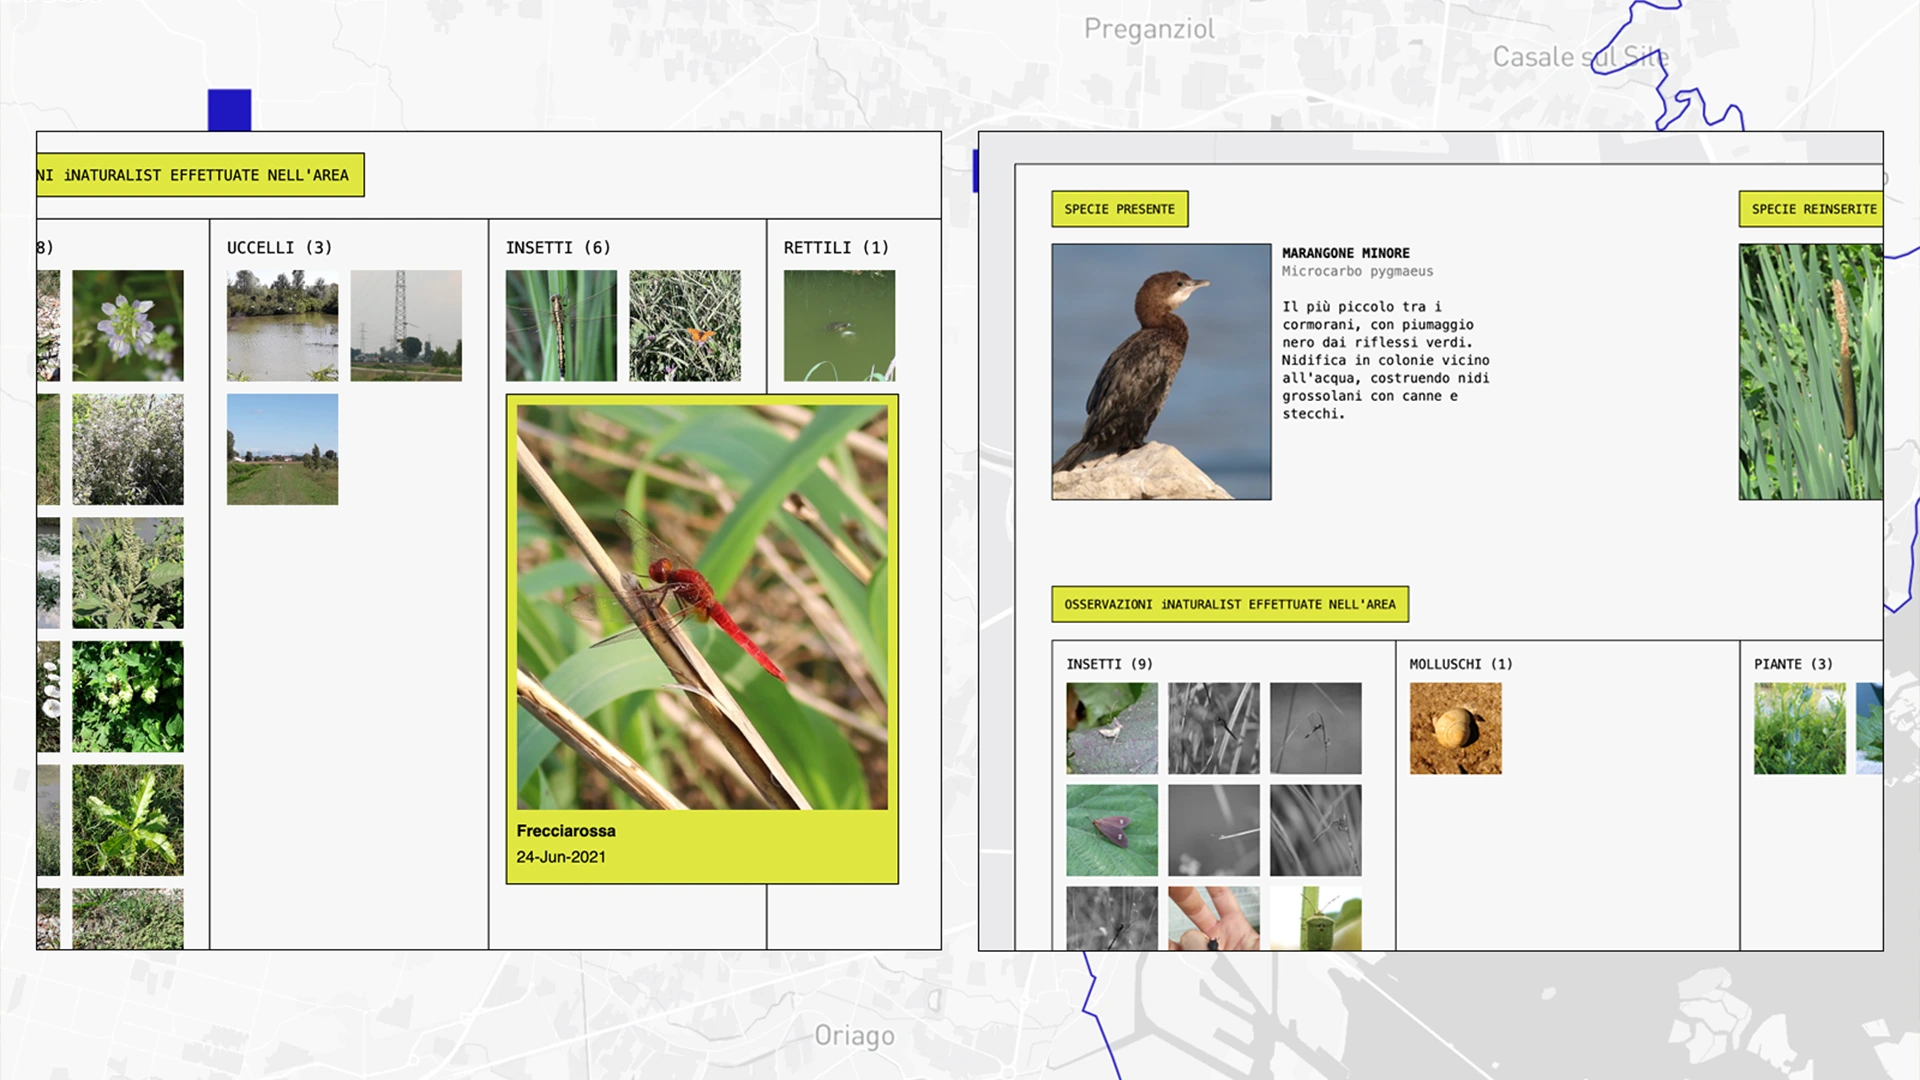 Preganziol
Casale sul Sile
NI iNATURALIST EFFETTUATE NELL'AREA
8)
UCCELLI (3)
INSETTI (6)
RETTILI (1)
Frecciarossa
24-Jun-2021
SPECIE PRESENTE
MARANGONE MINORE
Microcarbo pygmaeus
Il più piccolo tra i
cormorani, con piumaggio
nero dai riflessi verdi.
Nidifica in colonie vicino
all'acqua, costruendo nidi
grossolani con canne e
stecchi.
SPECIE REINSERITE
OSSERVAZIONI iNATURALIST EFFETTUATE NELL'AREA
INSETTI (9)
MOLLUSCHI (1)
PIANTE (3)
Oriago